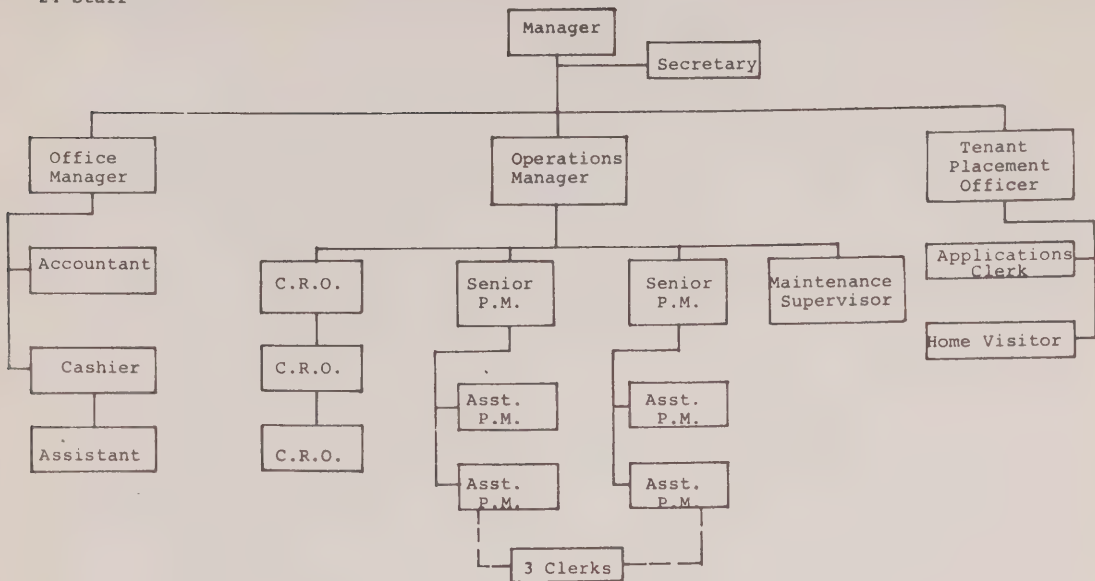 2. Staff
Manager
Secretary
Office
Manager
Operations
Manager
Tenant
Placement
Officer
Accountant
Cashier
Assistant
C.R.O.
C.R.O.
C.R.O.
Senior
P.M.
Asst.
P.M.
Asst.
P.M.
Senior
P.M.
Asst.
P.M.
Asst.
P.M.
3 Clerks
Maintenance
Supervisor
Applications
Clerk
Home Visitor